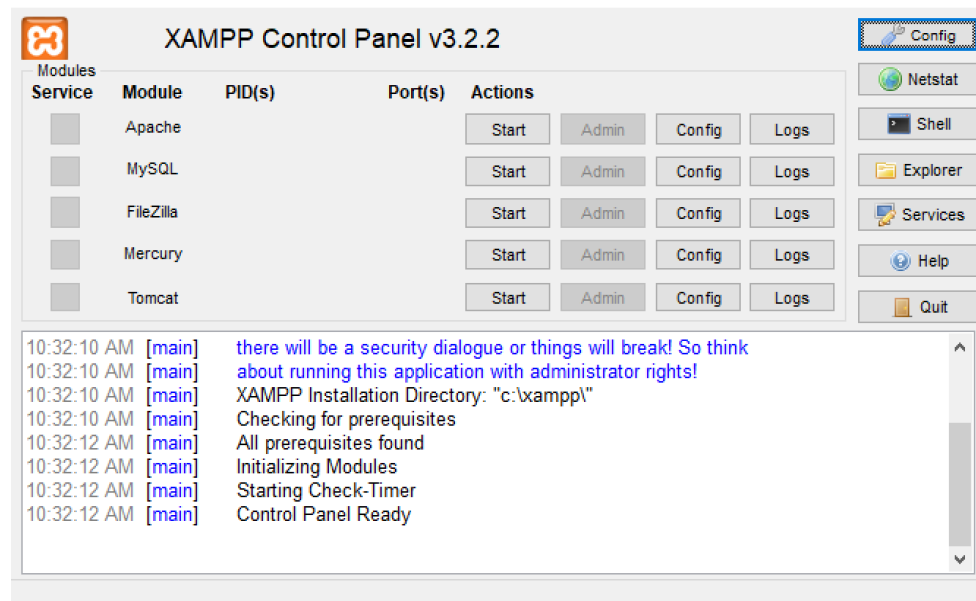 XAMPP Control Panel v3.2.2
Config
Modules
Service Module PID(s) Port(s) Actions
Netstat
Apache Start Admin Config Logs
Shell
MySQL Start Admin Config Logs
Explorer
FileZilla Start Admin Config Logs
Services
Mercury Start Admin Config Logs
Help
Tomcat Start Admin Config Logs
Quit
10:32:10 AM [main] there will be a security dialogue or things will break! So think
10:32:10 AM [main] about running this application with administrator rights!
10:32:10 AM [main] XAMPP Installation Directory: "c:\xampp\"
10:32:10 AM [main] Checking for prerequisites
10:32:12 AM [main] All prerequisites found
10:32:12 AM [main] Initializing Modules
10:32:12 AM [main] Starting Check-Timer
10:32:12 AM [main] Control Panel Ready